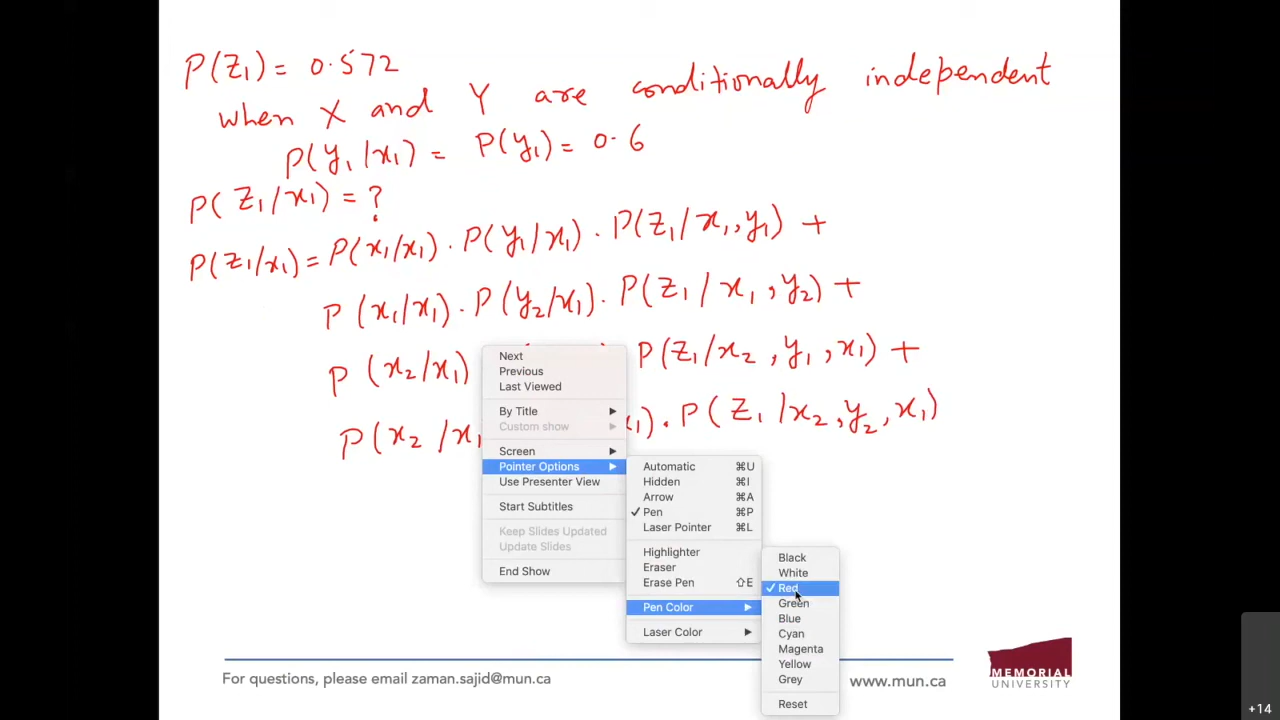 P(Z1) = 0.572
when X and Y are conditionally independent
P(y1/x1) = P(y1) = 0.6
P(Z1/x1) = ?
P(Z1/x1) = P(x1/x1) . P(y1/x1) . P(Z1/x1, y1) +
P(x1/x1) . P(y2/x1) . P(Z1/x1, y2) +
P(x2/x1) P(Z1/x2, y1, x1) +
P(x2/x1 x1) . P(Z1/x2, y2, x1)
Next
Previous
Last Viewed
By Title
Custom show
Screen
Pointer Options
Use Presenter View
Start Subtitles
Keep Slides Updated
Update Slides
End Show
Automatic ⌘U
Hidden ⌘I
Arrow ⌘A
✓ Pen ⌘P
Laser Pointer ⌘L
Highlighter
Eraser
Erase Pen ⇧E
Pen Color
Laser Color
Black
White
✓ Red
Green
Blue
Cyan
Magenta
Yellow
Grey
Reset
For questions, please email zaman.sajid@mun.ca
www.mun.ca
MEMORIAL
UNIVERSITY
+14